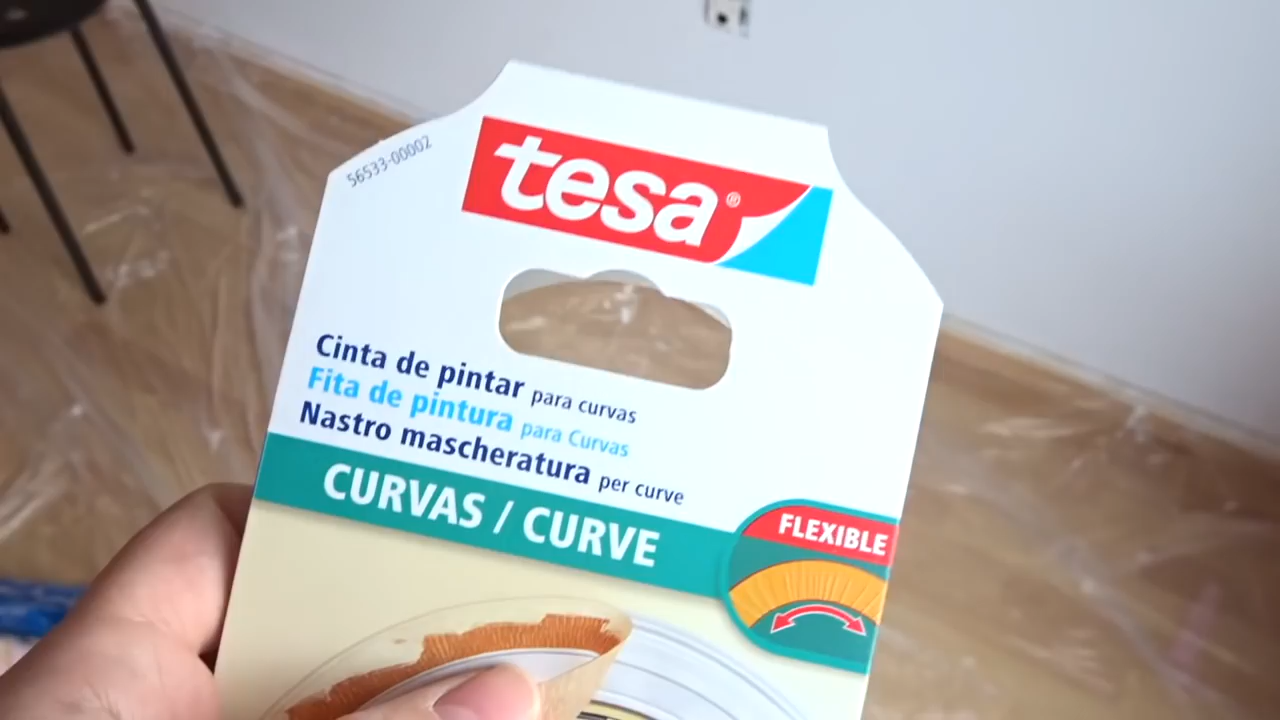 56533-00002
tesa®
Cinta de pintar para curvas
Fita de pintura para Curvas
Nastro mascheratura per curve
CURVAS / CURVE
FLEXIBLE